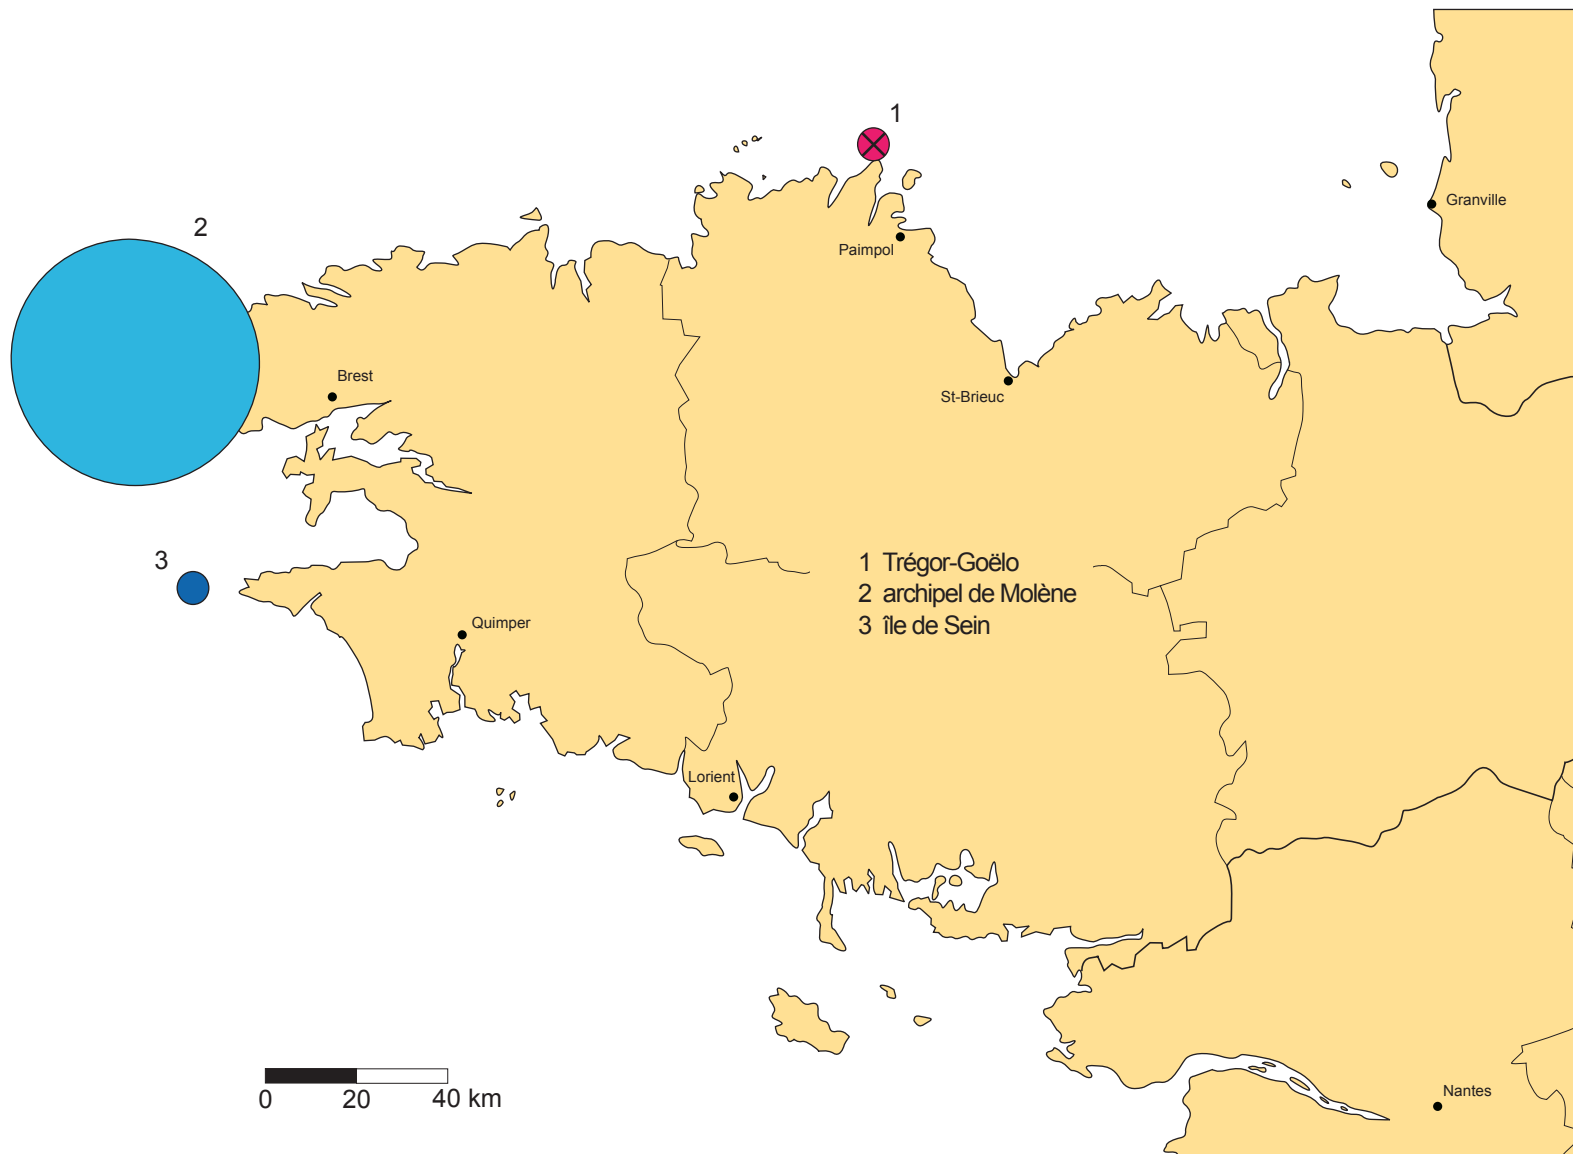 1
Granville
2
Paimpol
Brest
St-Brieuc
3
1 Trégor-Goëlo
2 archipel de Molène
3 île de Sein
Quimper
Lorient
0 20 40 km
Nantes